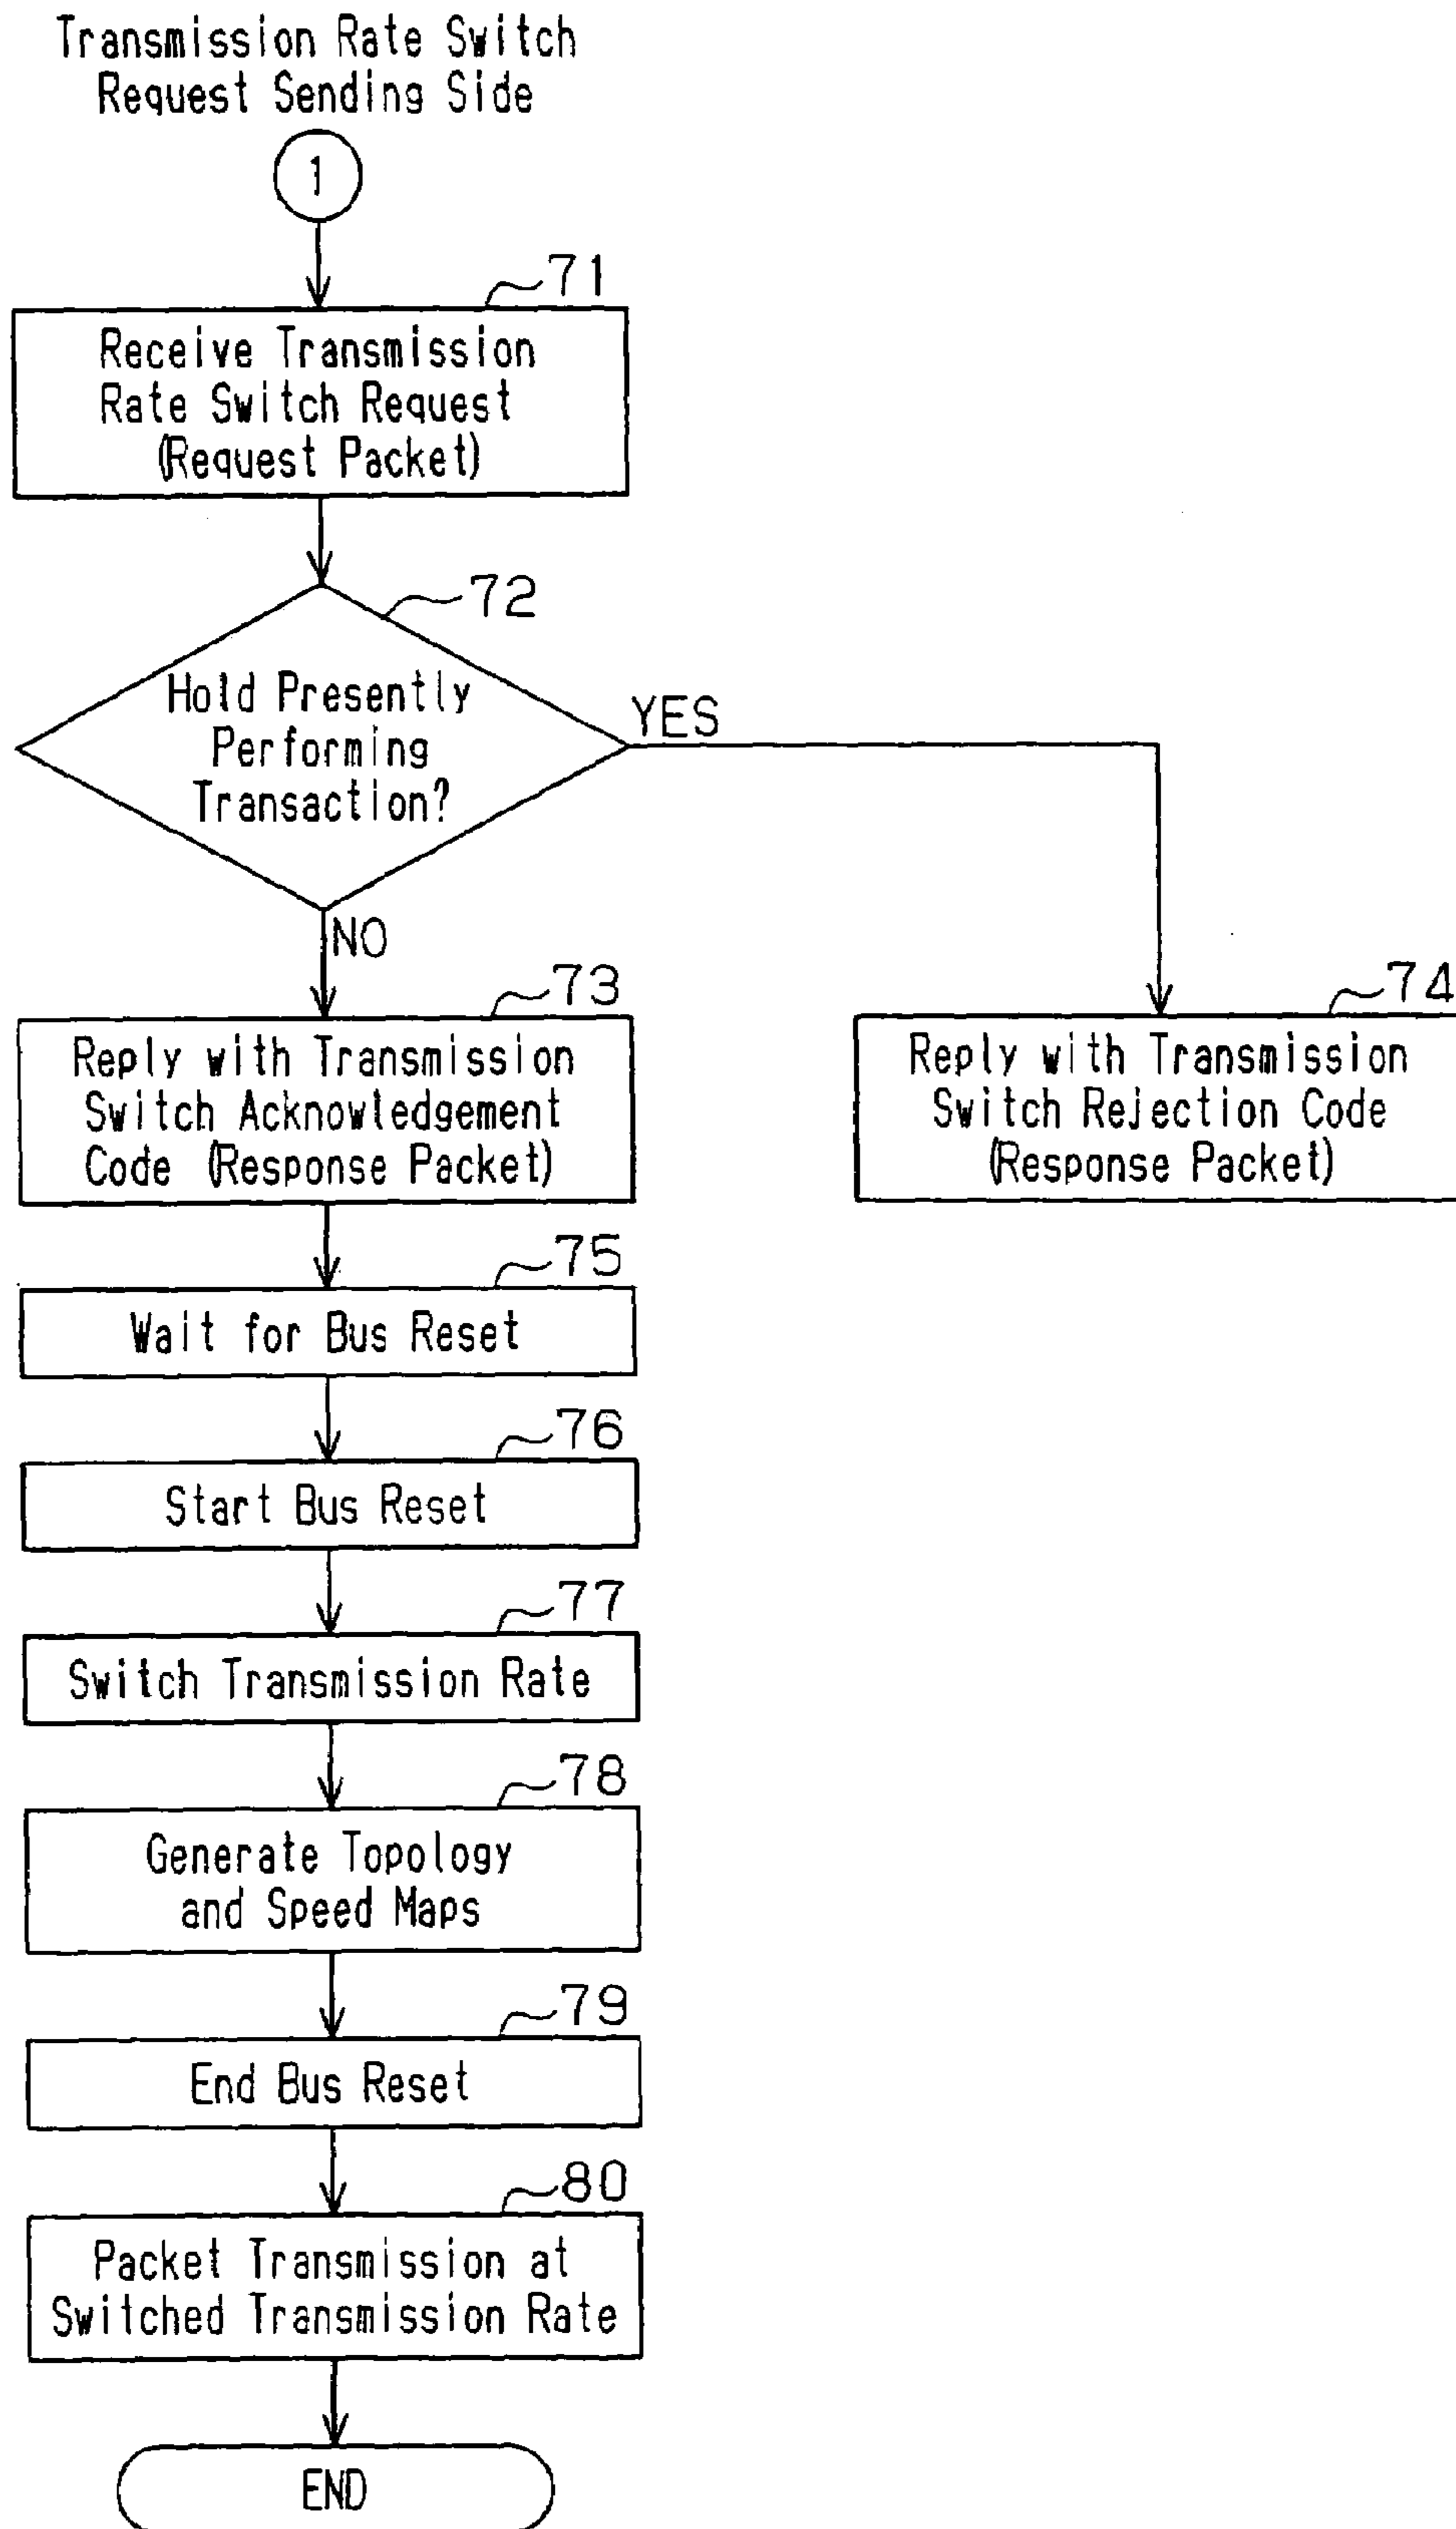 Transmission Rate Switch
Request Sending Side
1
71
Receive Transmission
Rate Switch Request
(Request Packet)
72
Hold Presently
Performing
Transaction?
YES
NO
73
Reply with Transmission
Switch Acknowledgement
Code (Response Packet)
74
Reply with Transmission
Switch Rejection Code
(Response Packet)
75
Wait for Bus Reset
76
Start Bus Reset
77
Switch Transmission Rate
78
Generate Topology
and Speed Maps
79
End Bus Reset
80
Packet Transmission at
Switched Transmission Rate
END